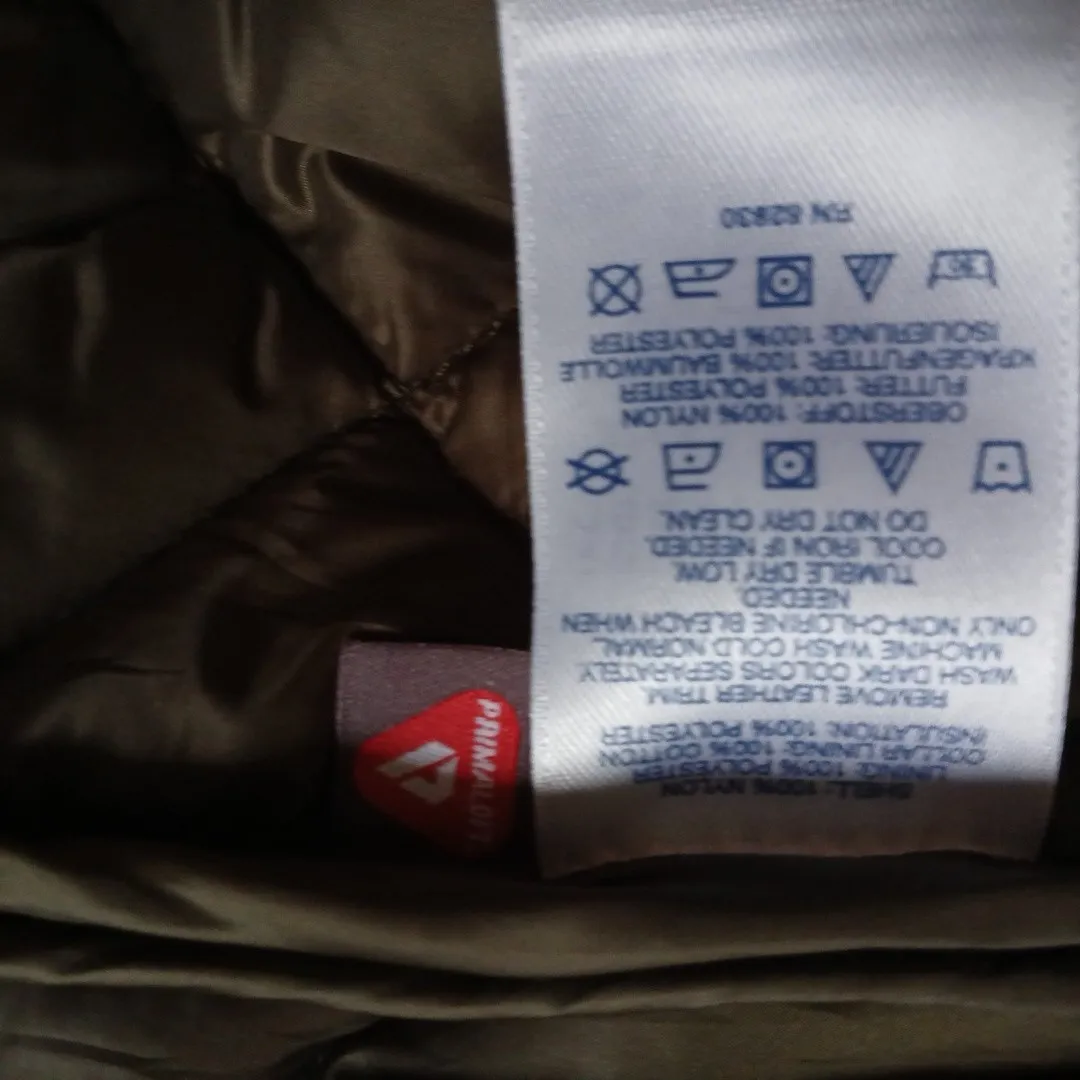 SHELL: 100% NYLON
LINING: 100% POLYESTER
COLLAR LINING: 100% COTTON
INSULATION: 100% POLYESTER
REMOVE LEATHER TRIM.
WASH DARK COLORS SEPARATELY
MACHINE WASH COLD NORMAL.
ONLY NON-CHLORINE BLEACH WHEN
NEEDED.
TUMBLE DRY LOW.
COOL IRON IF NEEDED.
DO NOT DRY CLEAN.
OBERSTOFF: 100% NYLON
FUTTER: 100% POLYESTER
KRAGENFUTTER: 100% BAUMWOLLE
ISOLIERUNG: 100% POLYESTER
30
RN
PRIMALOFT